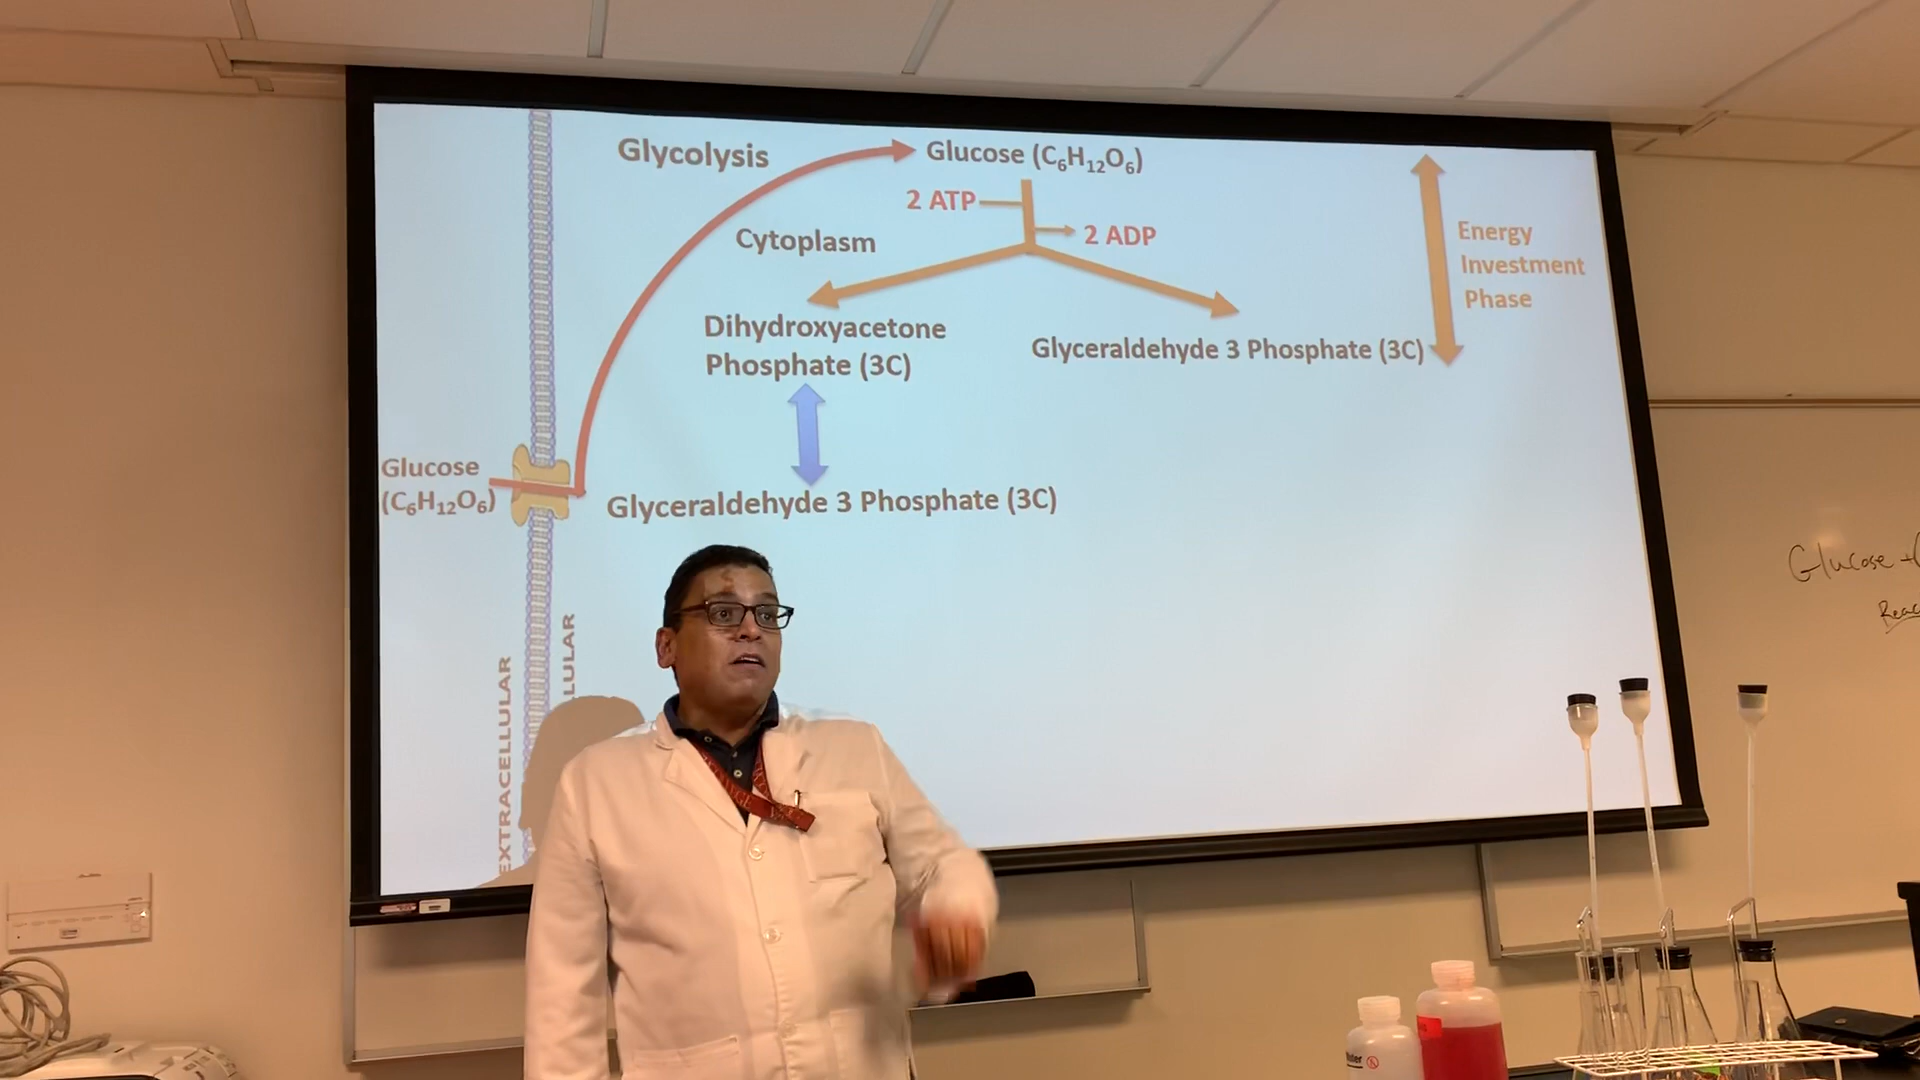 Glycolysis
Glucose (C₆H₁₂O₆)
2 ATP
2 ADP
Cytoplasm
Energy
Investment
Phase
Dihydroxyacetone
Phosphate (3C)
Glyceraldehyde 3 Phosphate (3C)
Glucose
(C₆H₁₂O₆)
Glyceraldehyde 3 Phosphate (3C)
EXTRACELLULAR
LULAR
Glucose +
Reac